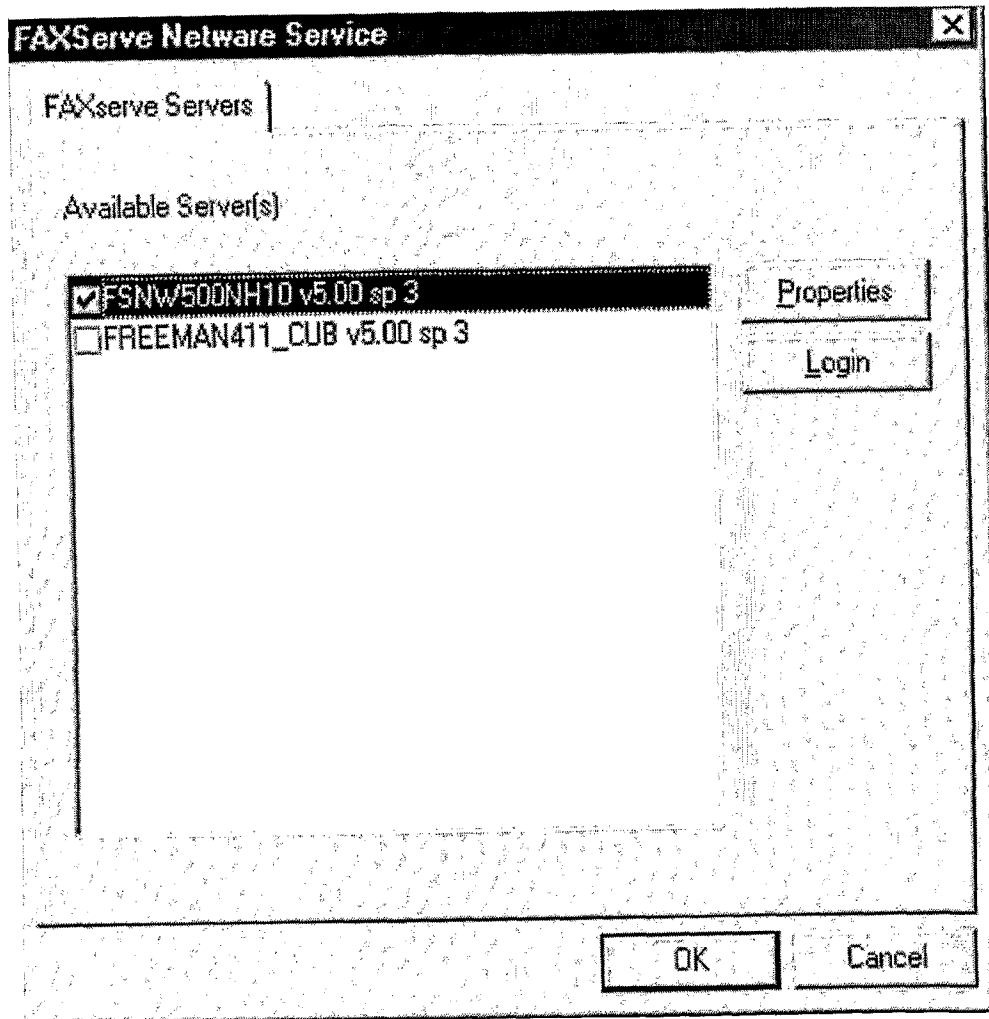 FAXServe Netware Service
FAXserve Servers
Available Server(s)
FSNW500NH10 v5.00 sp 3
FREEMAN411_CUB v5.00 sp 3
Properties
Login
OK
Cancel